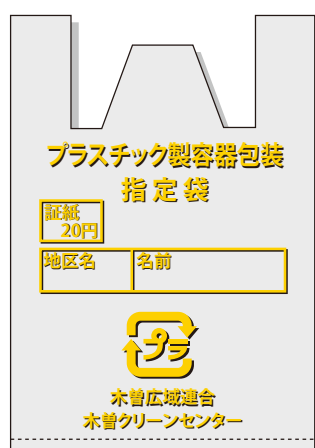 プラスチック製容器包装
指定袋
証紙
20円
地区名 名前
プラ
木曽広域連合
木曽クリーンセンター